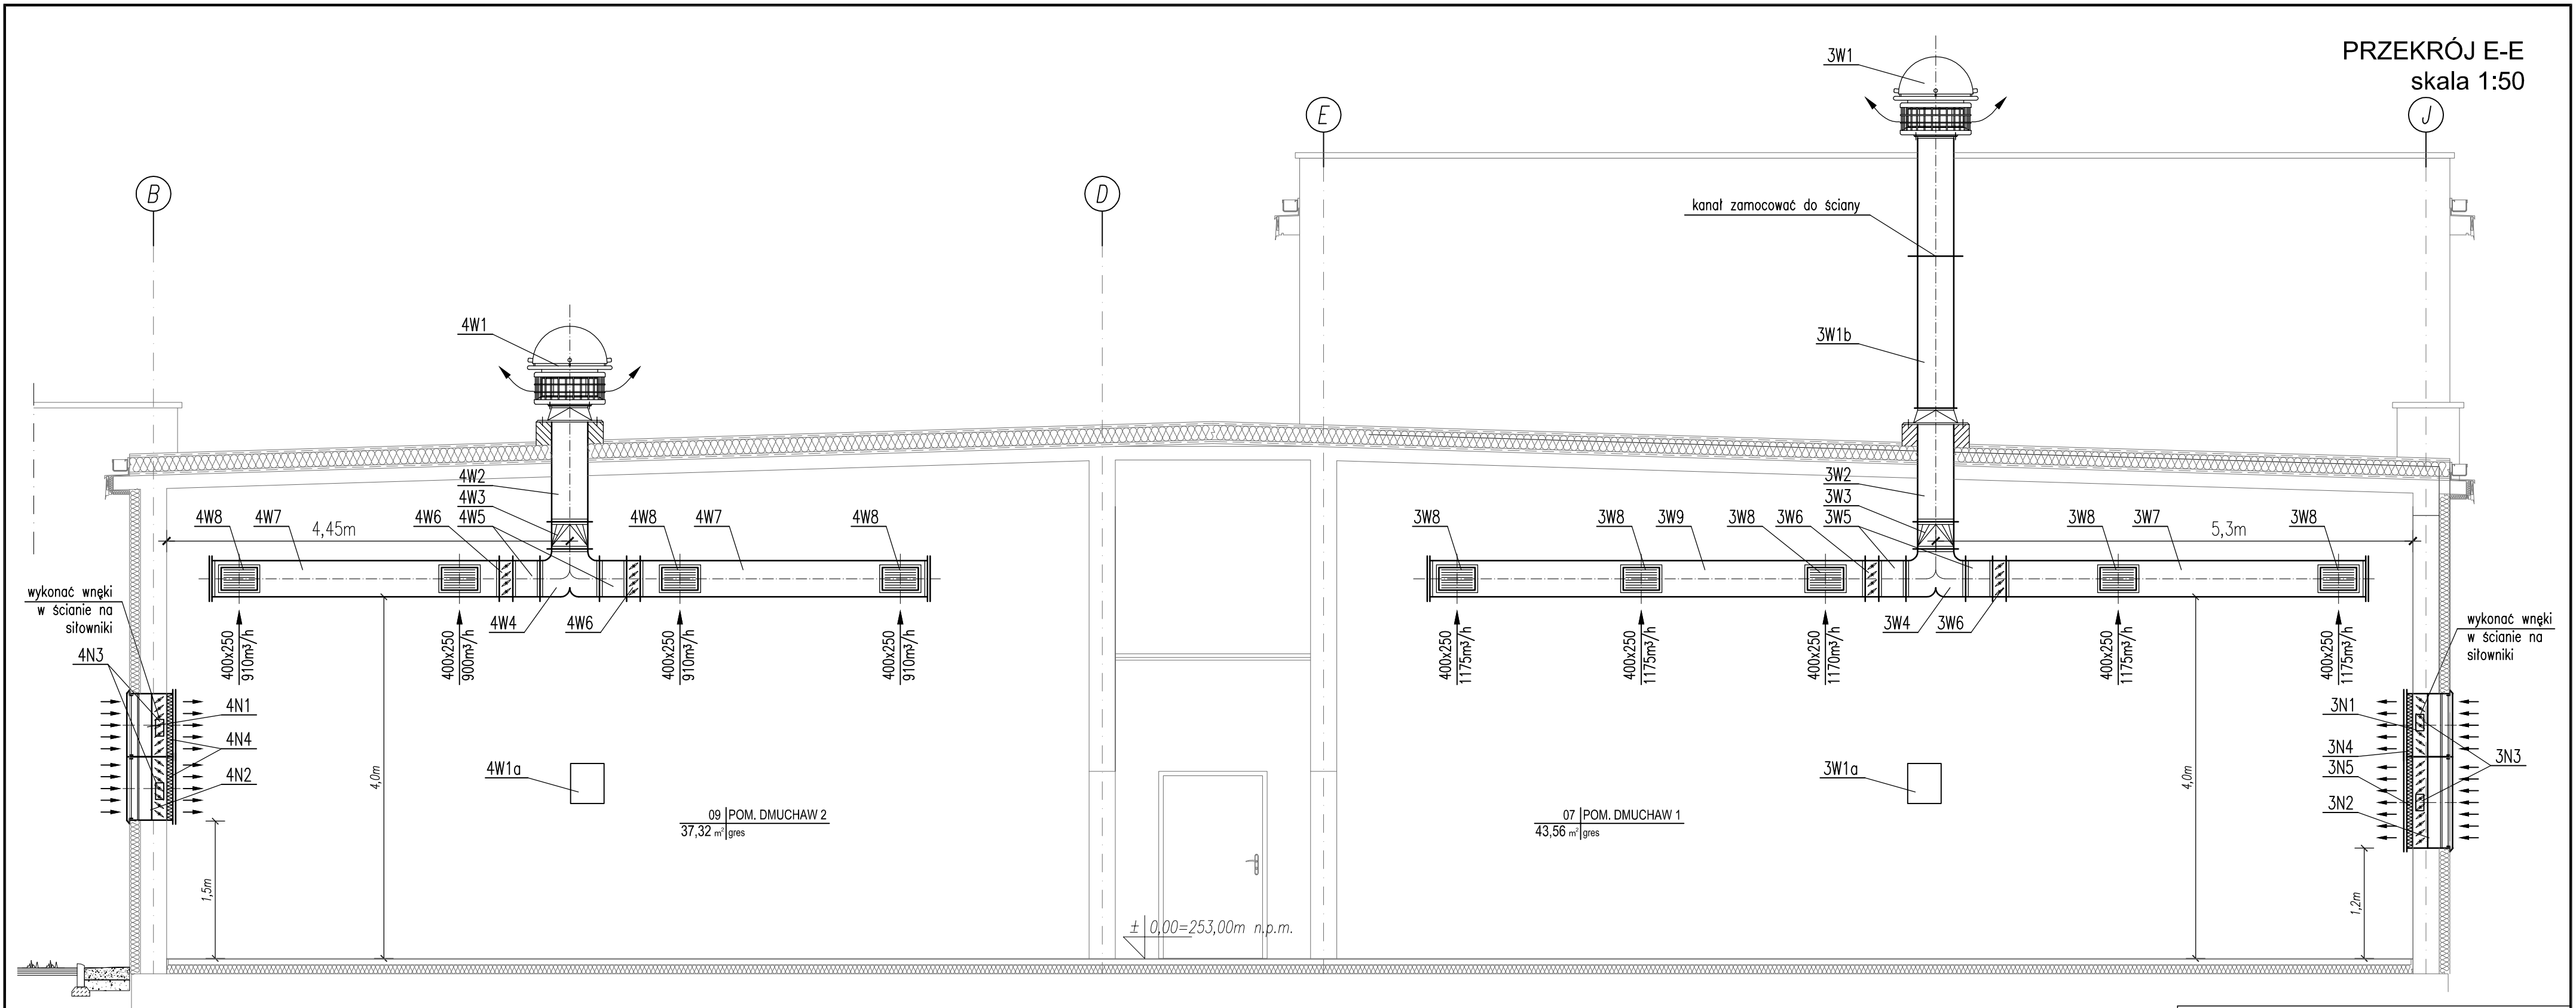 PRZEKRÓJ E-E
skala 1:50
3W1
E
J
B
D
kanał zamocować do ściany
4W1
3W1b
4W2
4W3
3W2
3W3
4W8
4W7
4W6
4W5
4W8
4W7
4W8
3W8
3W8
3W9
3W8
3W6
3W5
3W8
3W7
3W8
4,45m
5,3m
wykonać wnęki
w ścianie na
siłowniki
4W4
4W6
3W4
3W6
wykonać wnęki
w ścianie na
siłowniki
400x250
910m³/h
400x250
900m³/h
400x250
910m³/h
400x250
910m³/h
400x250
1175m³/h
400x250
1175m³/h
400x250
1170m³/h
400x250
1175m³/h
400x250
1175m³/h
4N3
4N1
4N4
4N2
3N1
3N4
3N5
3N2
3N3
4W1a
3W1a
4,0m
4,0m
09 POM. DMUCHAW 2
37,32 m² gres
07 POM. DMUCHAW 1
43,56 m² gres
1,5m
1,2m
± 0,00=253,00m n.p.m.